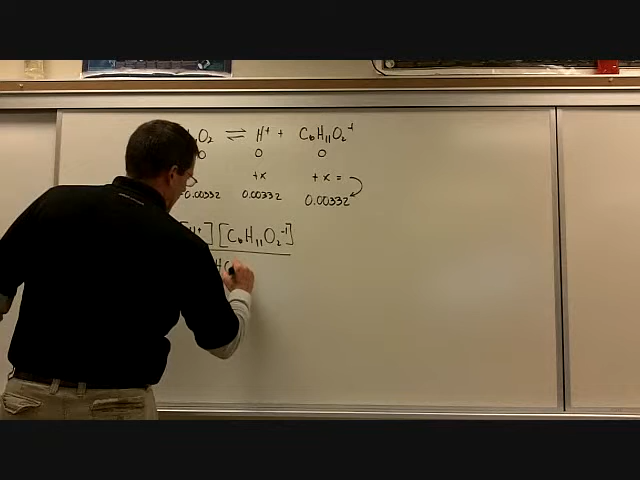 O₂ ⇌ H⁺ + C₆H₁₁O₂⁻¹
0 0 0
+x +x =
-0.00332 0.00332 0.00332
[H⁺] [C₆H₁₁O₂⁻¹]
H